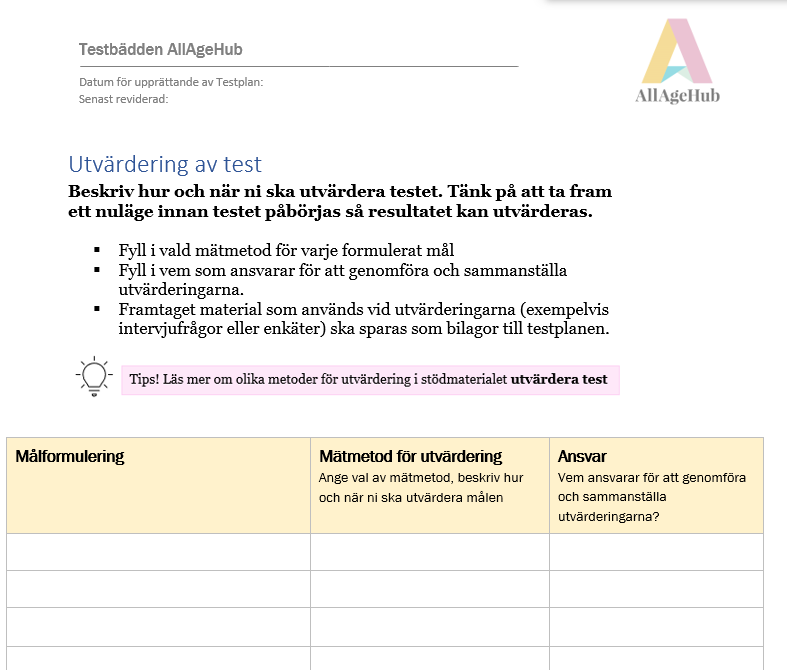 Testbädden AllAgeHub
Datum för upprättande av Testplan:
Senast reviderad:
AllAgeHub
Utvärdering av test
Beskriv hur och när ni ska utvärdera testet. Tänk på att ta fram
ett nuläge innan testet påbörjas så resultatet kan utvärderas.
▪ Fyll i vald mätmetod för varje formulerat mål
▪ Fyll i vem som ansvarar för att genomföra och sammanställa
utvärderingarna.
▪ Framtaget material som används vid utvärderingarna (exempelvis
intervjufrågor eller enkäter) ska sparas som bilagor till testplanen.
Tips! Läs mer om olika metoder för utvärdering i stödmaterialet utvärdera test
Målformulering
Mätmetod för utvärdering
Ange val av mätmetod, beskriv hur
och när ni ska utvärdera målen
Ansvar
Vem ansvarar för att genomföra
och sammanställa
utvärderingarna?